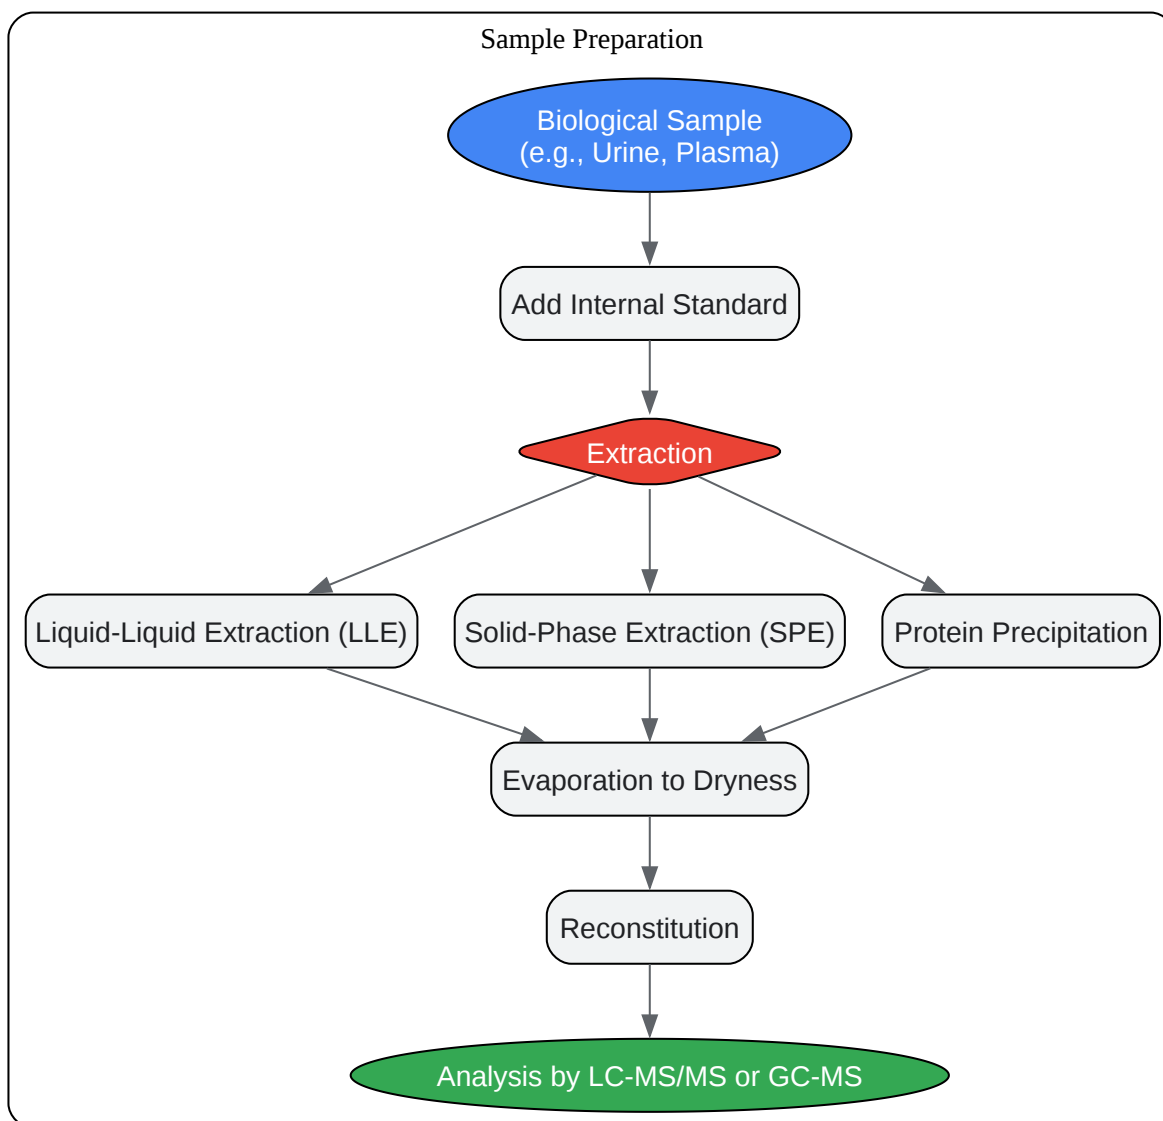 Sample Preparation
Biological Sample
(e.g., Urine, Plasma)
Add Internal Standard
Extraction
Liquid-Liquid Extraction (LLE)
Solid-Phase Extraction (SPE)
Protein Precipitation
Evaporation to Dryness
Reconstitution
Analysis by LC-MS/MS or GC-MS